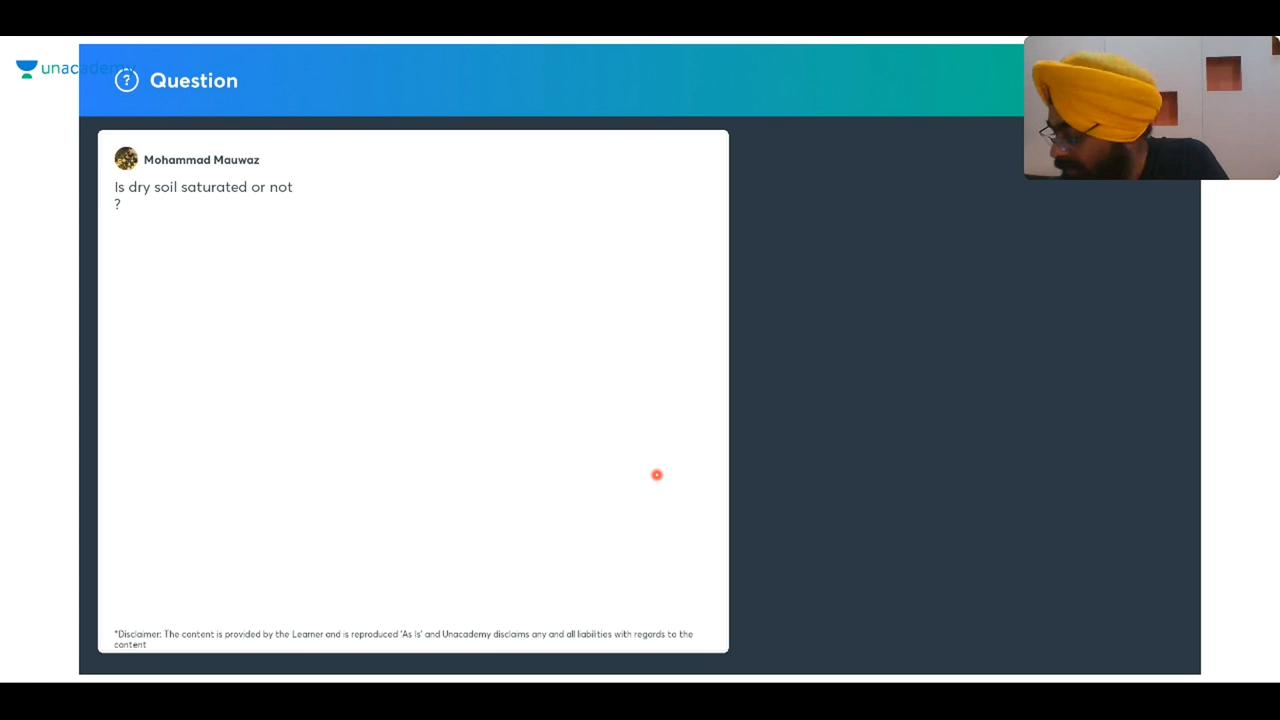 unacademy
Question
Mohammad Mauwaz
Is dry soil saturated or not
?
*Disclaimer: The content is provided by the Learner and is reproduced 'As Is' and Unacademy disclaims any and all liabilities with regards to the
content